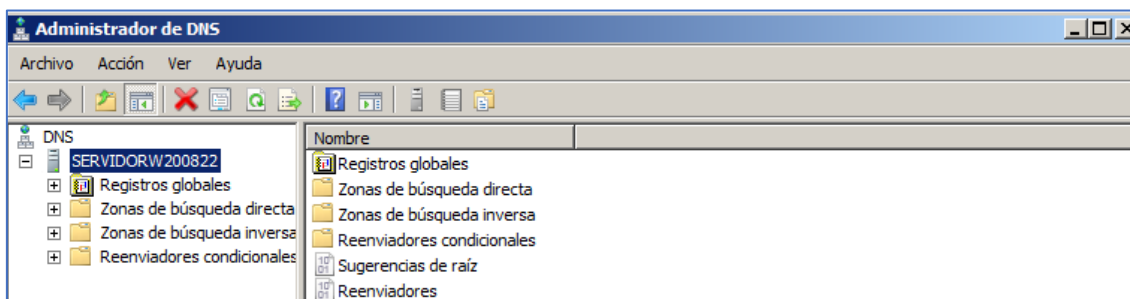 Administrador de DNS
Archivo Acción Ver Ayuda
DNS
SERVIDORW200822
Registros globales
Zonas de búsqueda directa
Zonas de búsqueda inversa
Reenviadores condicionales
Nombre
Registros globales
Zonas de búsqueda directa
Zonas de búsqueda inversa
Reenviadores condicionales
Sugerencias de raíz
Reenviadores